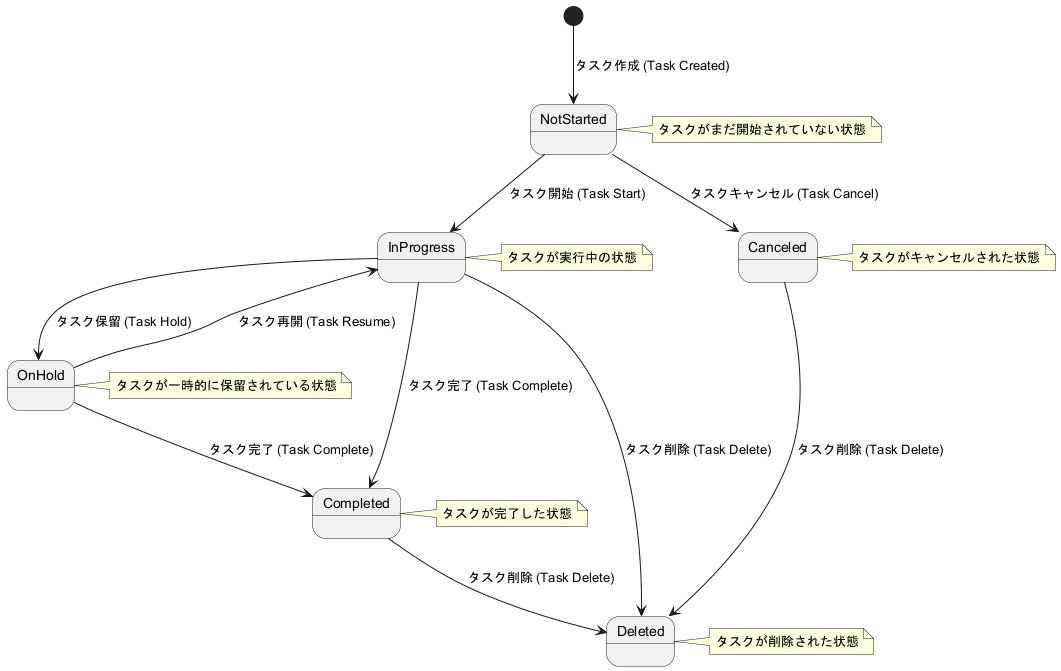 タスク作成 (Task Created)
NotStarted
タスクがまだ開始されていない状態
タスク開始 (Task Start)
タスクキャンセル (Task Cancel)
InProgress
タスクが実行中の状態
Canceled
タスクがキャンセルされた状態
タスク保留 (Task Hold)
タスク再開 (Task Resume)
OnHold
タスクが一時的に保留されている状態
タスク完了 (Task Complete)
タスク完了 (Task Complete)
タスク削除 (Task Delete)
タスク削除 (Task Delete)
Completed
タスクが完了した状態
タスク削除 (Task Delete)
Deleted
タスクが削除された状態